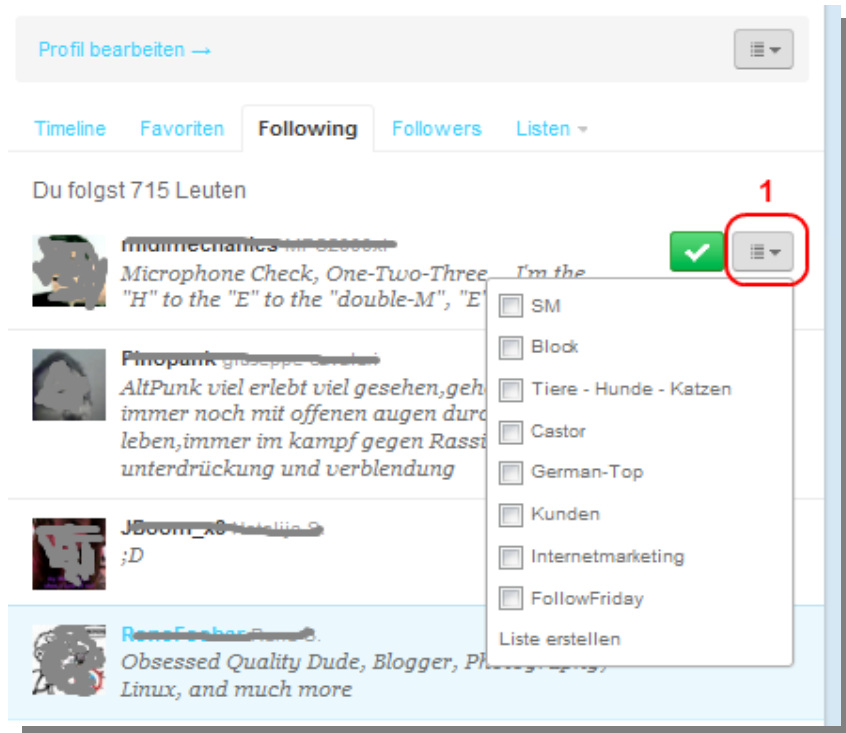 Profil bearbeiten →
Timeline Favoriten Following Followers Listen
Du folgst 715 Leuten
1
Microphone Check, One-Two-Three... I'm the
"H" to the "E" to the "double-M", "E"
AltPunk viel erlebt viel gesehen,geh
immer noch mit offenen augen durc
leben,immer im kampf gegen Rassi
unterdrückung und verblendung
;D
Obsessed Quality Dude, Blogger,
Linux, and much more
SM
Block
Tiere - Hunde - Katzen
Castor
German-Top
Kunden
Internetmarketing
FollowFriday
Liste erstellen